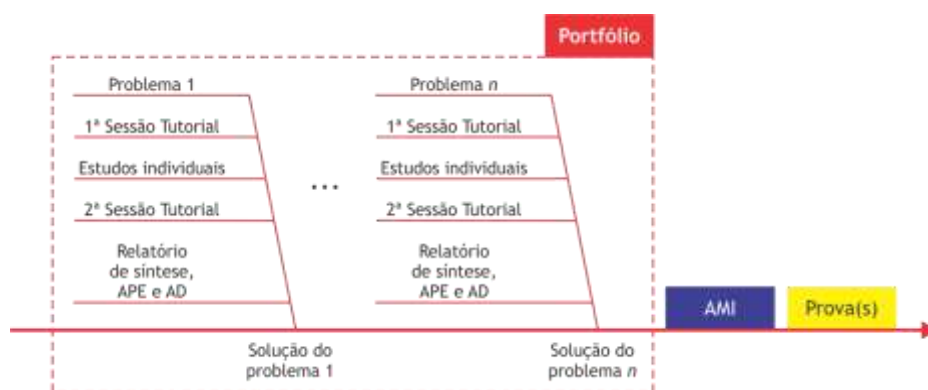 Portfólio
Problema 1
1ª Sessão Tutorial
Estudos individuais
2ª Sessão Tutorial
Relatório
de síntese,
APE e AD
Solução do
problema 1
...
Problema n
1ª Sessão Tutorial
Estudos individuais
2ª Sessão Tutorial
Relatório
de síntese,
APE e AD
Solução do
problema n
AMI
Prova(s)